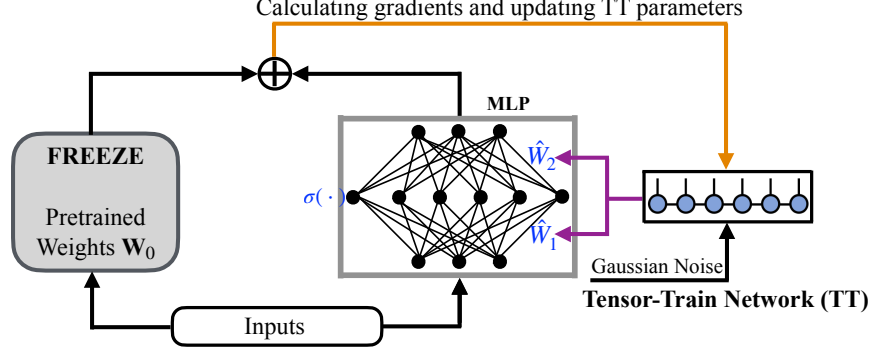 Calculating gradients and updating TT parameters
MLP
FREEZE
Pretrained
Weights W₀
σ(·)
Ŵ₂
Ŵ₁
Gaussian Noise
Tensor-Train Network (TT)
Inputs